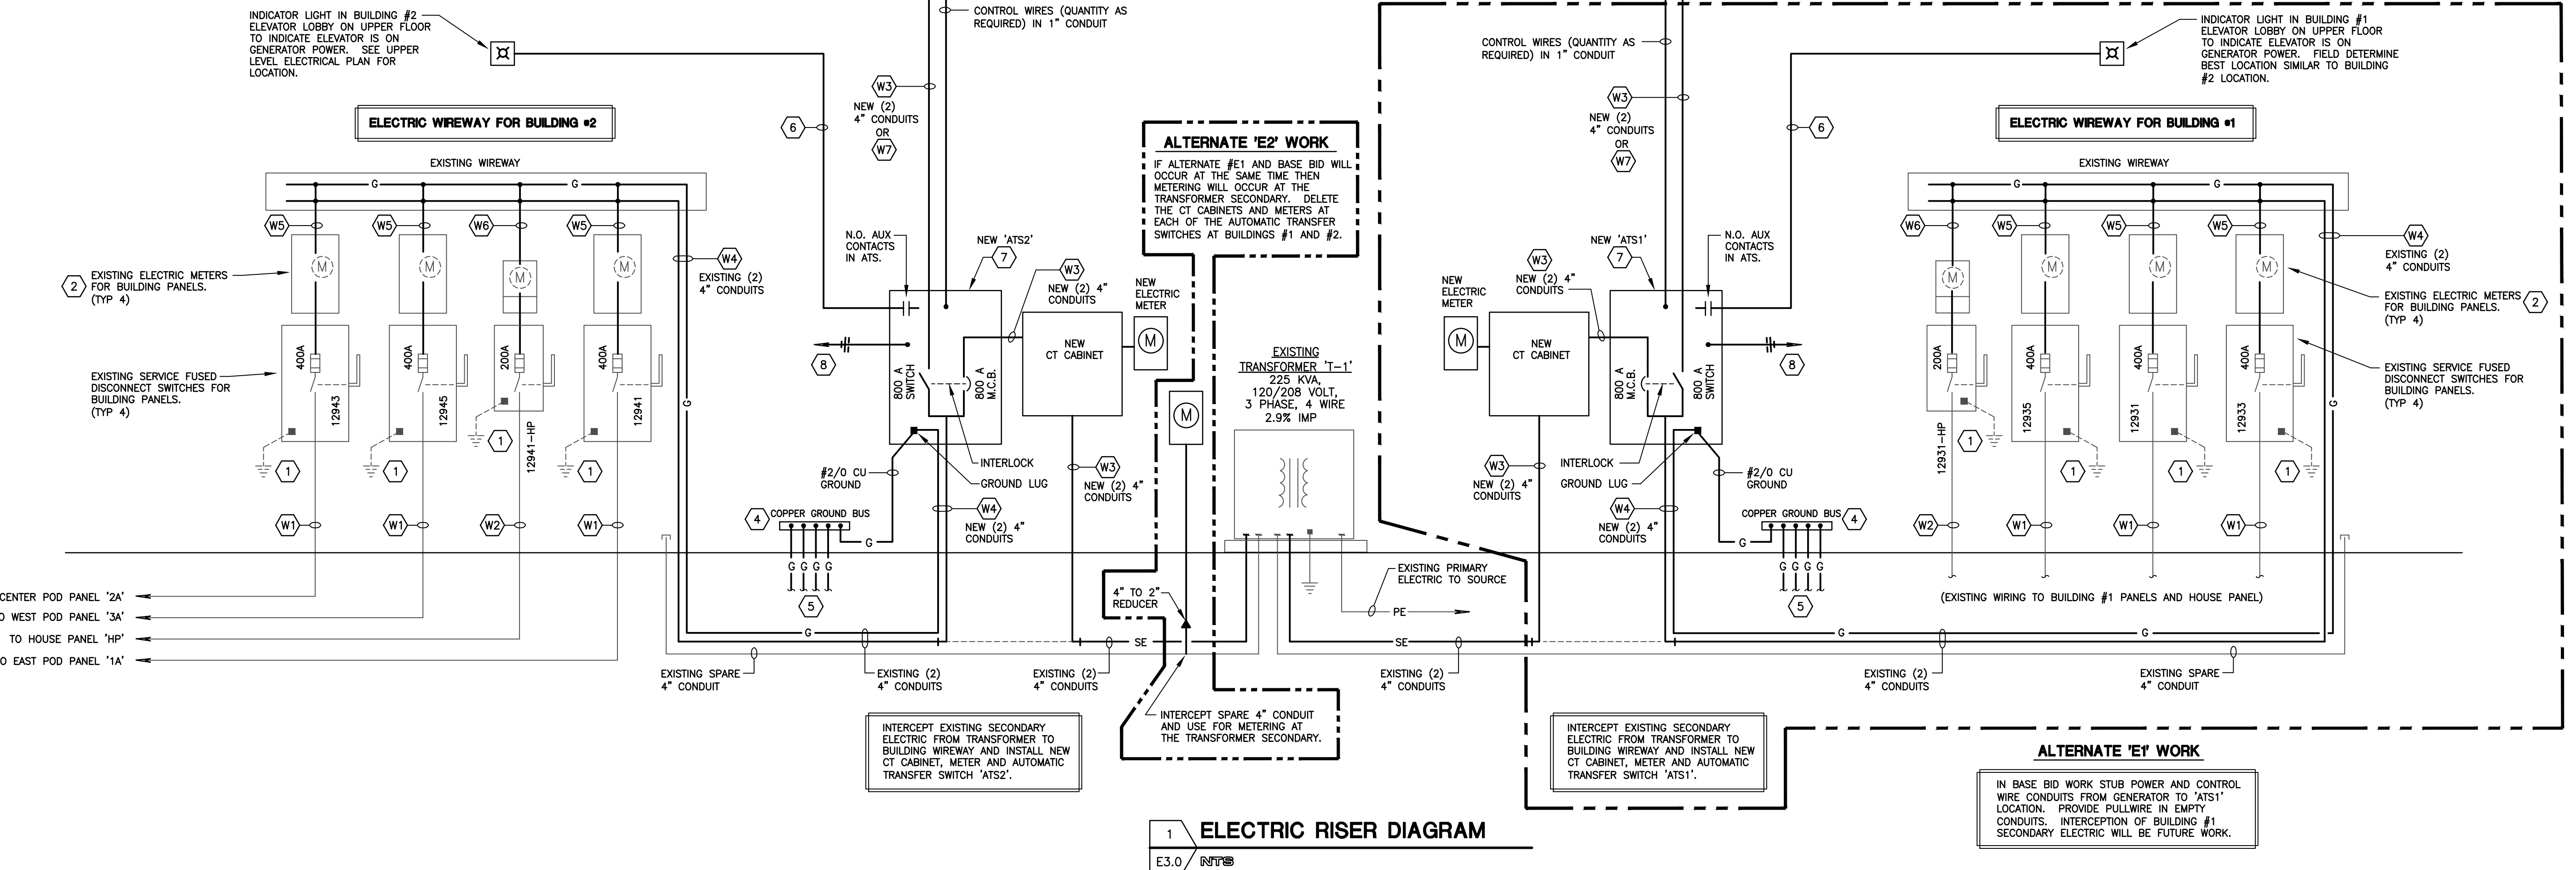 INDICATOR LIGHT IN BUILDING #2
ELEVATOR LOBBY ON UPPER FLOOR
TO INDICATE ELEVATOR IS ON
GENERATOR POWER. SEE UPPER
LEVEL ELECTRICAL PLAN FOR
LOCATION.
CONTROL WIRES (QUANTITY AS
REQUIRED) IN 1" CONDUIT
W3
NEW (2)
4" CONDUITS
OR
W7
6
ELECTRIC WIREWAY FOR BUILDING #2
EXISTING WIREWAY
G
G
W5
W5
W6
W5
M
M
M
M
2
EXISTING ELECTRIC METERS
FOR BUILDING PANELS.
(TYP 4)
EXISTING SERVICE FUSED
DISCONNECT SWITCHES FOR
BUILDING PANELS.
(TYP 4)
400A
400A
200A
400A
12943
12945
12941-HP
12941
1
1
1
1
W1
W1
W2
W1
CENTER POD PANEL '2A'
O WEST POD PANEL '3A'
TO HOUSE PANEL 'HP'
O EAST POD PANEL '1A'
W4
EXISTING (2)
4" CONDUITS
G
N.O. AUX
CONTACTS
IN ATS.
NEW 'ATS2'
7
W3
NEW (2) 4"
CONDUITS
NEW
ELECTRIC
METER
M
NEW
CT CABINET
8
800 A
SWITCH
800 A
M.C.B.
INTERLOCK
GROUND LUG
#2/0 CU
GROUND
W4
NEW (2) 4"
CONDUITS
W3
NEW (2) 4"
CONDUITS
4
COPPER GROUND BUS
G
G
G
G
G
5
G
SE
EXISTING SPARE
4" CONDUIT
EXISTING (2)
4" CONDUITS
EXISTING (2)
4" CONDUITS
INTERCEPT EXISTING SECONDARY
ELECTRIC FROM TRANSFORMER TO
BUILDING WIREWAY AND INSTALL NEW
CT CABINET, METER AND AUTOMATIC
TRANSFER SWITCH 'ATS2'.
ALTERNATE 'E2' WORK
IF ALTERNATE #E1 AND BASE BID WILL
OCCUR AT THE SAME TIME THEN
METERING WILL OCCUR AT THE
TRANSFORMER SECONDARY. DELETE
THE CT CABINETS AND METERS AT
EACH OF THE AUTOMATIC TRANSFER
SWITCHES AT BUILDINGS #1 AND #2.
M
4" TO 2"
REDUCER
INTERCEPT SPARE 4" CONDUIT
AND USE FOR METERING AT
THE TRANSFORMER SECONDARY.
EXISTING
TRANSFORMER 'T-1'
225 KVA,
120/208 VOLT,
3 PHASE, 4 WIRE
2.9% IMP
EXISTING PRIMARY
ELECTRIC TO SOURCE
PE
SE
EXISTING (2)
4" CONDUITS
CONTROL WIRES (QUANTITY AS
REQUIRED) IN 1" CONDUIT
W3
NEW (2)
4" CONDUITS
OR
W7
6
INDICATOR LIGHT IN BUILDING #1
ELEVATOR LOBBY ON UPPER FLOOR
TO INDICATE ELEVATOR IS ON
GENERATOR POWER. FIELD DETERMINE
BEST LOCATION SIMILAR TO BUILDING
#2 LOCATION.
NEW 'ATS1'
7
W3
NEW (2) 4"
CONDUITS
NEW
ELECTRIC
METER
M
NEW
CT CABINET
N.O. AUX
CONTACTS
IN ATS.
8
800 A
M.C.B.
800 A
SWITCH
INTERLOCK
GROUND LUG
W3
NEW (2) 4"
CONDUITS
W4
NEW (2) 4"
CONDUITS
#2/0 CU
GROUND
COPPER GROUND BUS
4
G
G
G
G
G
5
ELECTRIC WIREWAY FOR BUILDING #1
EXISTING WIREWAY
G
G
W6
W5
W5
W5
W4
EXISTING (2)
4" CONDUITS
M
M
M
M
EXISTING ELECTRIC METERS
FOR BUILDING PANELS.
(TYP 4)
2
EXISTING SERVICE FUSED
DISCONNECT SWITCHES FOR
BUILDING PANELS.
(TYP 4)
200A
400A
400A
400A
G
12931-HP
12935
12931
12933
1
1
1
1
W2
W1
W1
W1
(EXISTING WIRING TO BUILDING #1 PANELS AND HOUSE PANEL)
G
G
EXISTING (2)
4" CONDUITS
EXISTING SPARE
4" CONDUIT
INTERCEPT EXISTING SECONDARY
ELECTRIC FROM TRANSFORMER TO
BUILDING WIREWAY AND INSTALL NEW
CT CABINET, METER AND AUTOMATIC
TRANSFER SWITCH 'ATS1'.
ALTERNATE 'E1' WORK
IN BASE BID WORK STUB POWER AND CONTROL
WIRE CONDUITS FROM GENERATOR TO 'ATS1'
LOCATION. PROVIDE PULLWIRE IN EMPTY
CONDUITS. INTERCEPTION OF BUILDING #1
SECONDARY ELECTRIC WILL BE FUTURE WORK.
1
ELECTRIC RISER DIAGRAM
E3.0
NTS